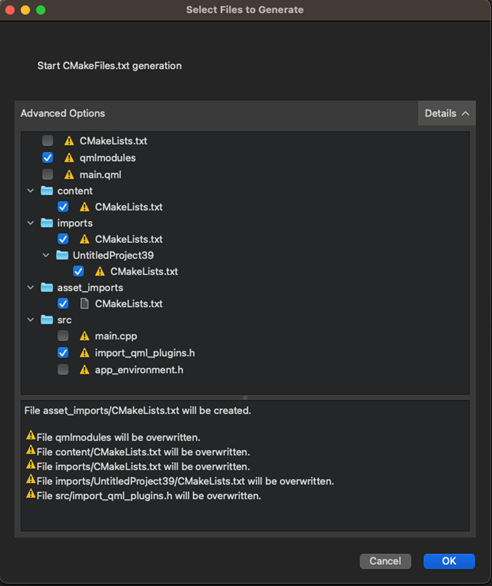 Select Files to Generate
Start CMakeFiles.txt generation
Advanced Options
Details
CMakeLists.txt
qmlmodules
main.qml
content
CMakeLists.txt
imports
CMakeLists.txt
UntitledProject39
CMakeLists.txt
asset_imports
CMakeLists.txt
src
main.cpp
import_qml_plugins.h
app_environment.h
File asset_imports/CMakeLists.txt will be created.
File qmlmodules will be overwritten.
File content/CMakeLists.txt will be overwritten.
File imports/CMakeLists.txt will be overwritten.
File imports/UntitledProject39/CMakeLists.txt will be overwritten.
File src/import_qml_plugins.h will be overwritten.
Cancel
OK